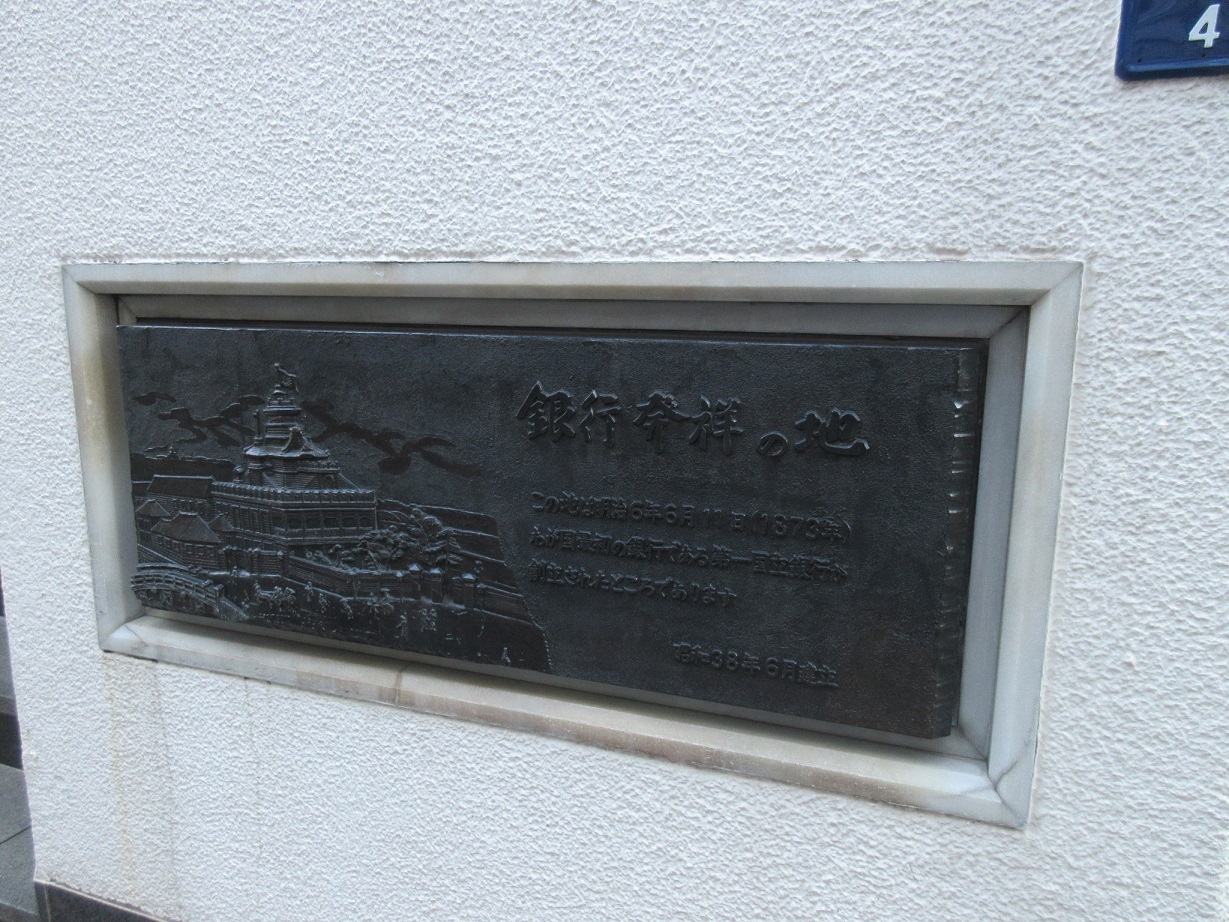 4
銀行発祥の地
この地は明治6年6月11日(1873年)
わが国最初の銀行である第一国立銀行が
創立されたところであります
昭和38年6月建立